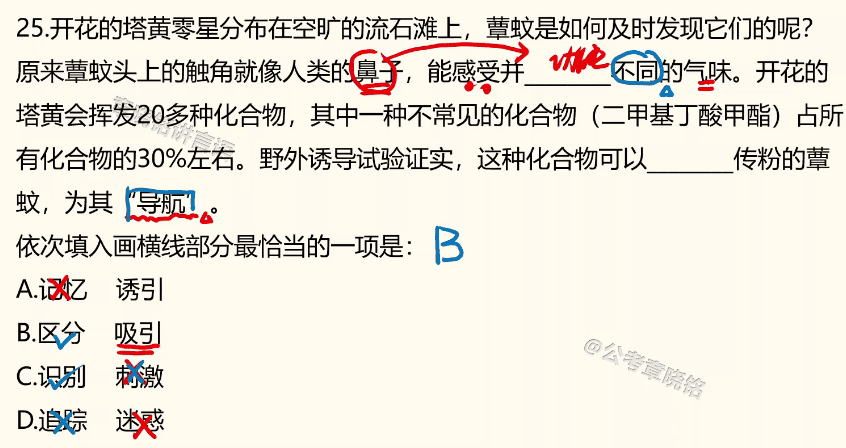 25.开花的塔黄零星分布在空旷的流石滩上，蕈蚊是如何及时发现它们的呢？
原来蕈蚊头上的触角就像人类的鼻子，能感受并________不同的气味。开花的
塔黄会挥发20多种化合物，其中一种不常见的化合物（二甲基丁酸甲酯）占所
有化合物的30%左右。野外诱导试验证实，这种化合物可以________传粉的蕈
蚊，为其“导航”。
依次填入画横线部分最恰当的一项是： B
A.记忆 诱引
B.区分 吸引
C.识别 刺激
D.追踪 迷惑
@公考章晓铭